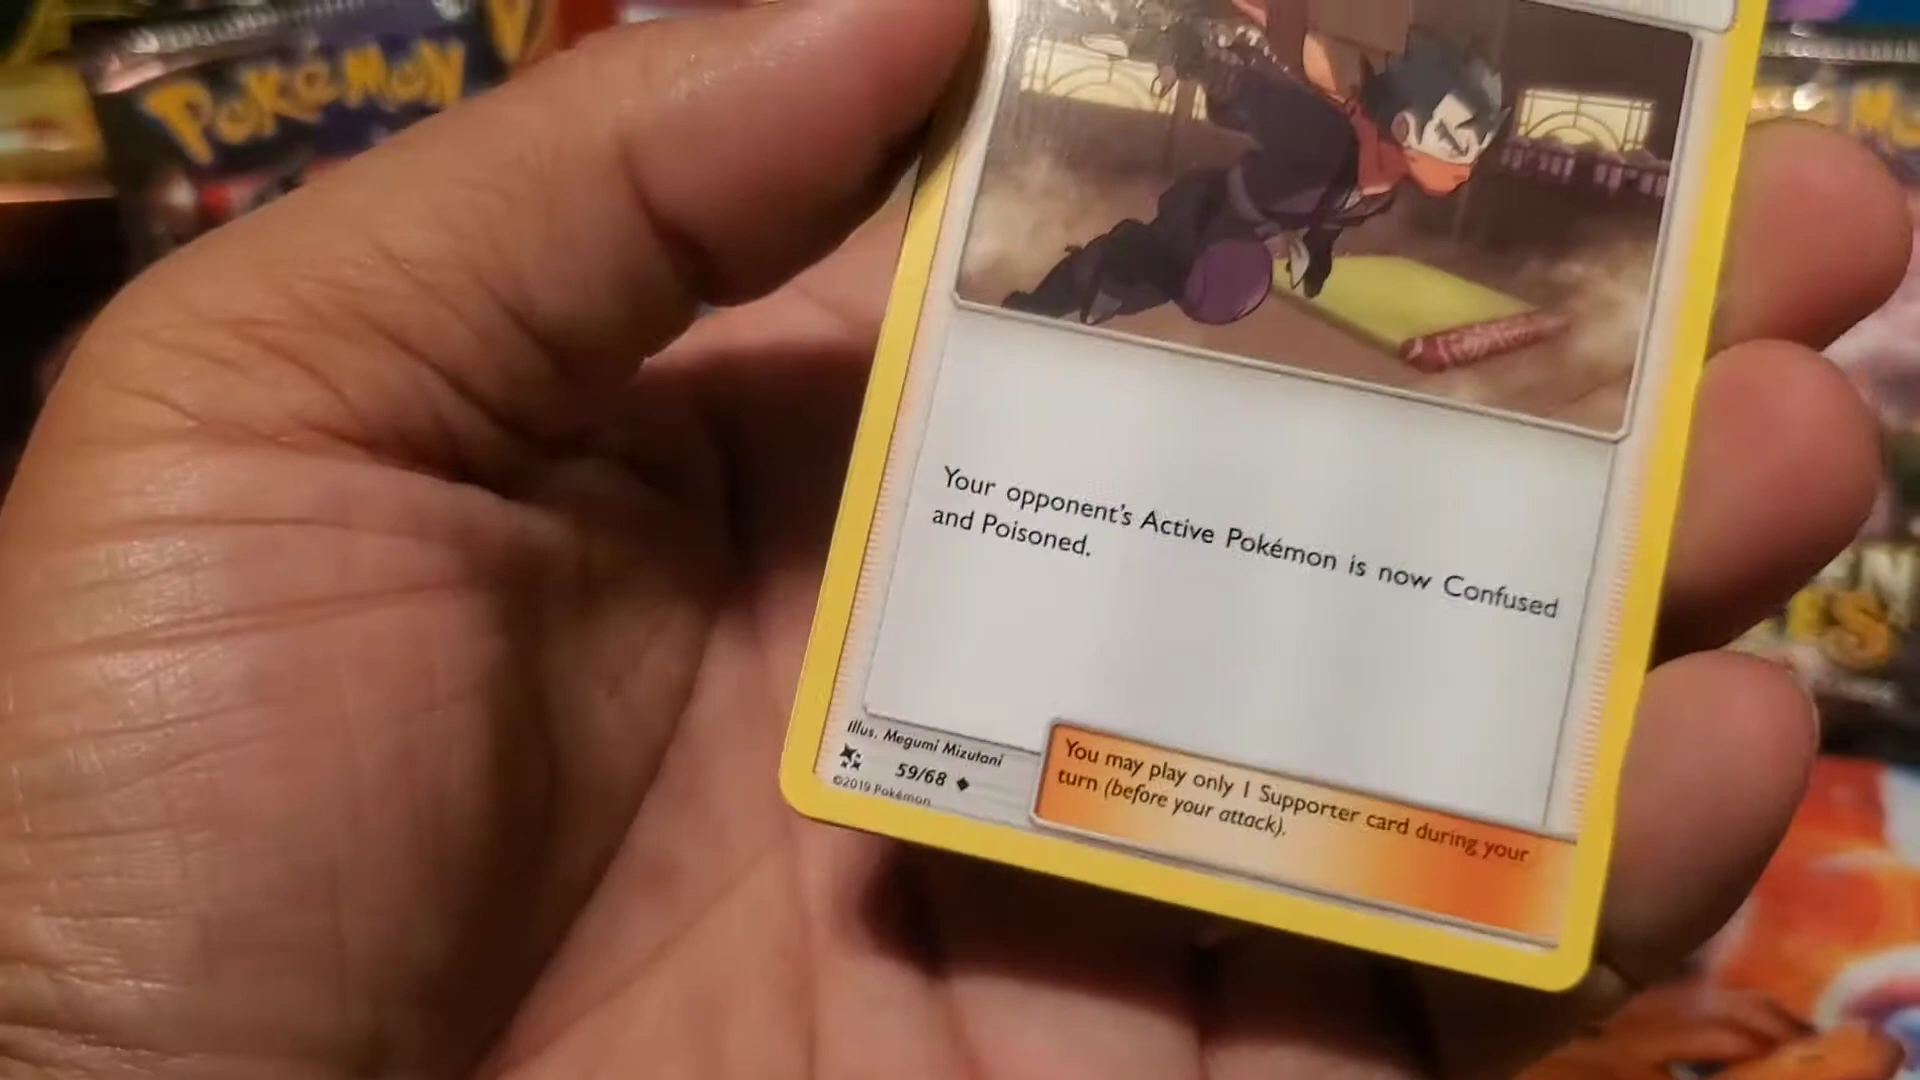 POKéMON
Your opponent's Active Pokémon is now Confused
and Poisoned.
Illus. Megumi Mizutani
59/68
©2019 Pokémon
You may play only 1 Supporter card during your
turn (before your attack).